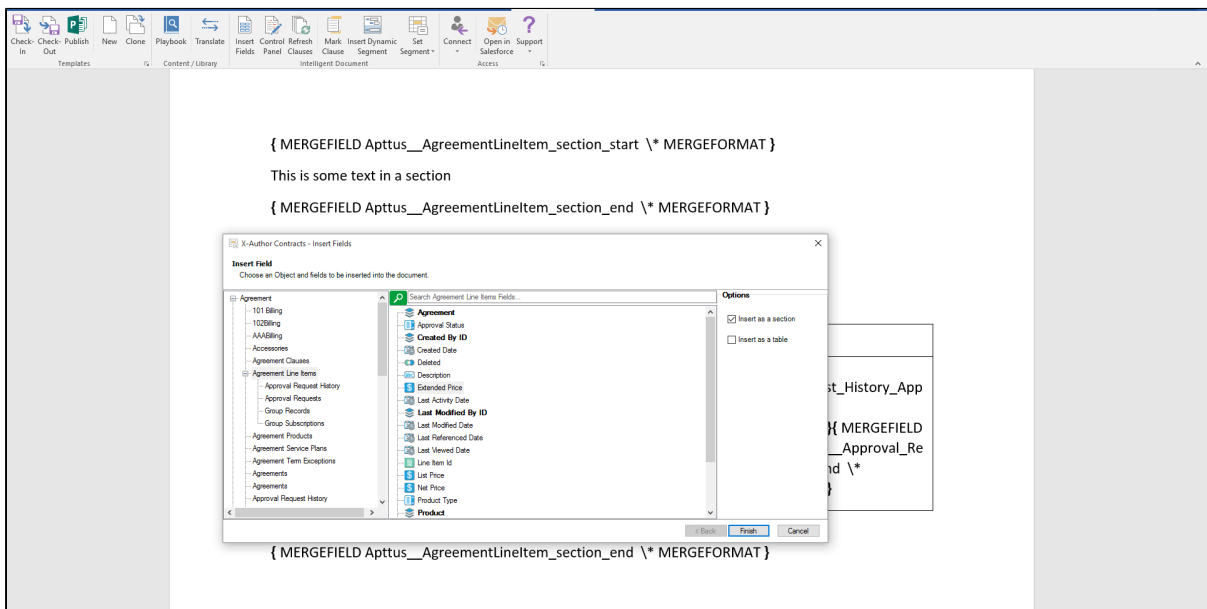 Check- Check- Publish New Clone Playbook Translate Insert Control Refresh Mark Insert Dynamic Set Connect Open in Support
In Out Fields Panel Clauses Clause Segment Segment Salesforce
Templates Content / Library Intelligent Document Access
{ MERGEFIELD Apttus__AgreementLineItem_section_start \* MERGEFORMAT }
This is some text in a section
{ MERGEFIELD Apttus__AgreementLineItem_section_end \* MERGEFORMAT }
X-Author Contracts - Insert Fields
Insert Field
Choose an Object and fields to be inserted into the document.
Agreement
101 Billing
102Billing
AAABilling
Accessories
Agreement Clauses
Agreement Line Items
Approval Request History
Approval Requests
Group Records
Group Subscriptions
Agreement Products
Agreement Service Plans
Agreement Term Exceptions
Agreements
Agreements
Approval Request History
Search Agreement Line Items Fields...
Agreement
Approval Status
Created By ID
Created Date
Deleted
Description
Extended Price
Last Activity Date
Last Modified By ID
Last Modified Date
Last Referenced Date
Last Viewed Date
Line Item Id
List Price
Net Price
Product Type
Product
Options
Insert as a section
Insert as a table
< Back Finish Cancel
st_History_App
}{ MERGEFIELD
__Approval_Re
nd \*
}
{ MERGEFIELD Apttus__AgreementLineItem_section_end \* MERGEFORMAT }